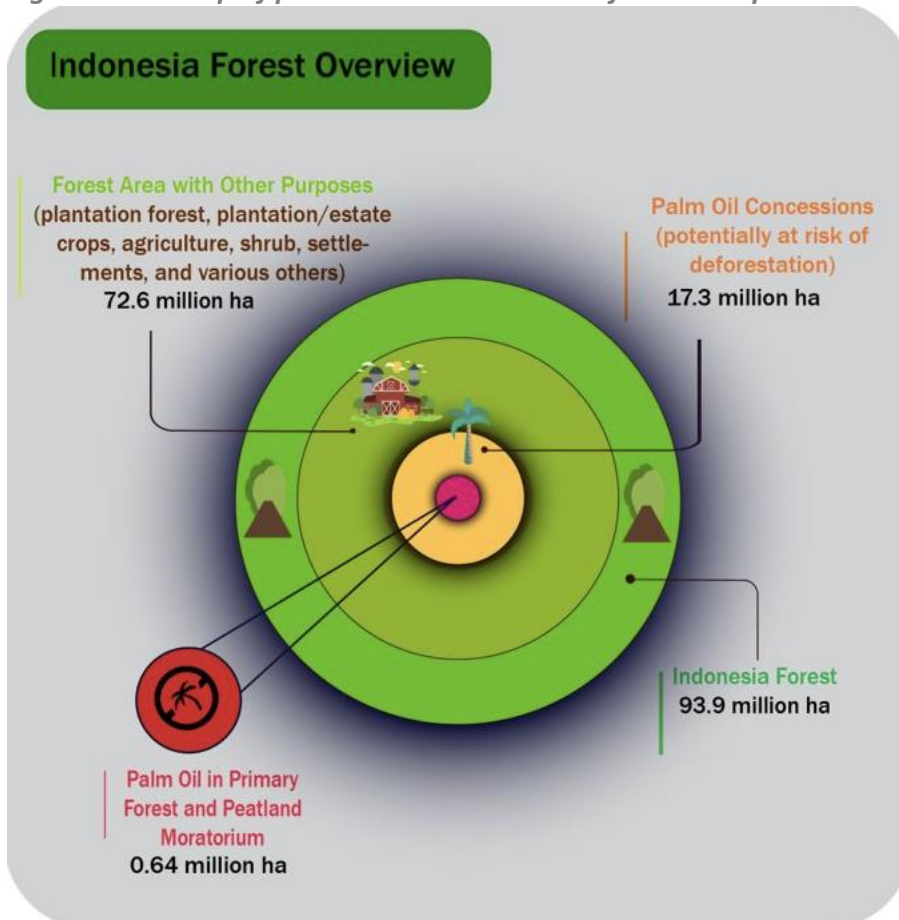 Indonesia Forest Overview
Forest Area with Other Purposes
(plantation forest, plantation/estate
crops, agriculture, shrub, settle-
ments, and various others)
72.6 million ha
Palm Oil Concessions
(potentially at risk of
deforestation)
17.3 million ha
Indonesia Forest
93.9 million ha
Palm Oil in Primary
Forest and Peatland
Moratorium
0.64 million ha